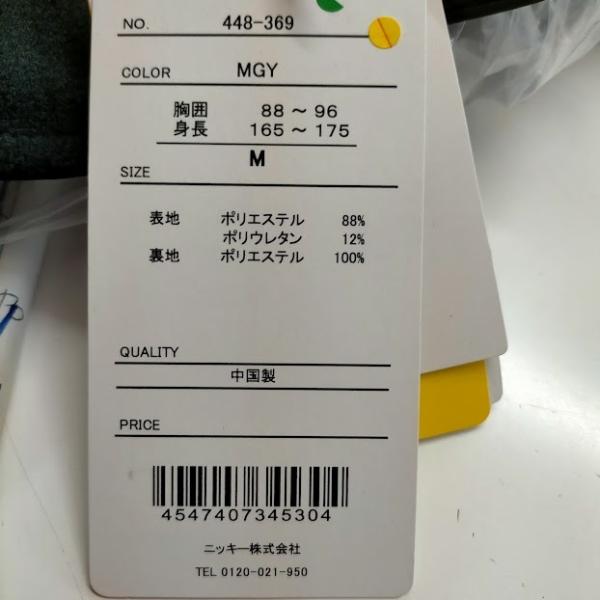 NO. 448-369
COLOR MGY
胸囲 88～96
身長 165～175
M
SIZE
表地 ポリエステル 88%
ポリウレタン 12%
裏地 ポリエステル 100%
QUALITY
中国製
PRICE
4547407345304
ニッキー株式会社
TEL 0120-021-950